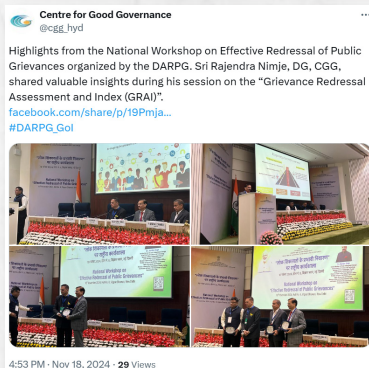 Centre for Good Governance
@cgg_hyd
Highlights from the National Workshop on Effective Redressal of Public
Grievances organized by the DARPG. Sri Rajendra Nimje, DG, CGG,
shared valuable insights during his session on the “Grievance Redressal
Assessment and Index (GRAI)”.
facebook.com/share/p/19Pmja...
#DARPG_GoI
National Workshop on
"Effective Redressal of Public Grievances"
4:53 PM · Nov 18, 2024 · 29 Views